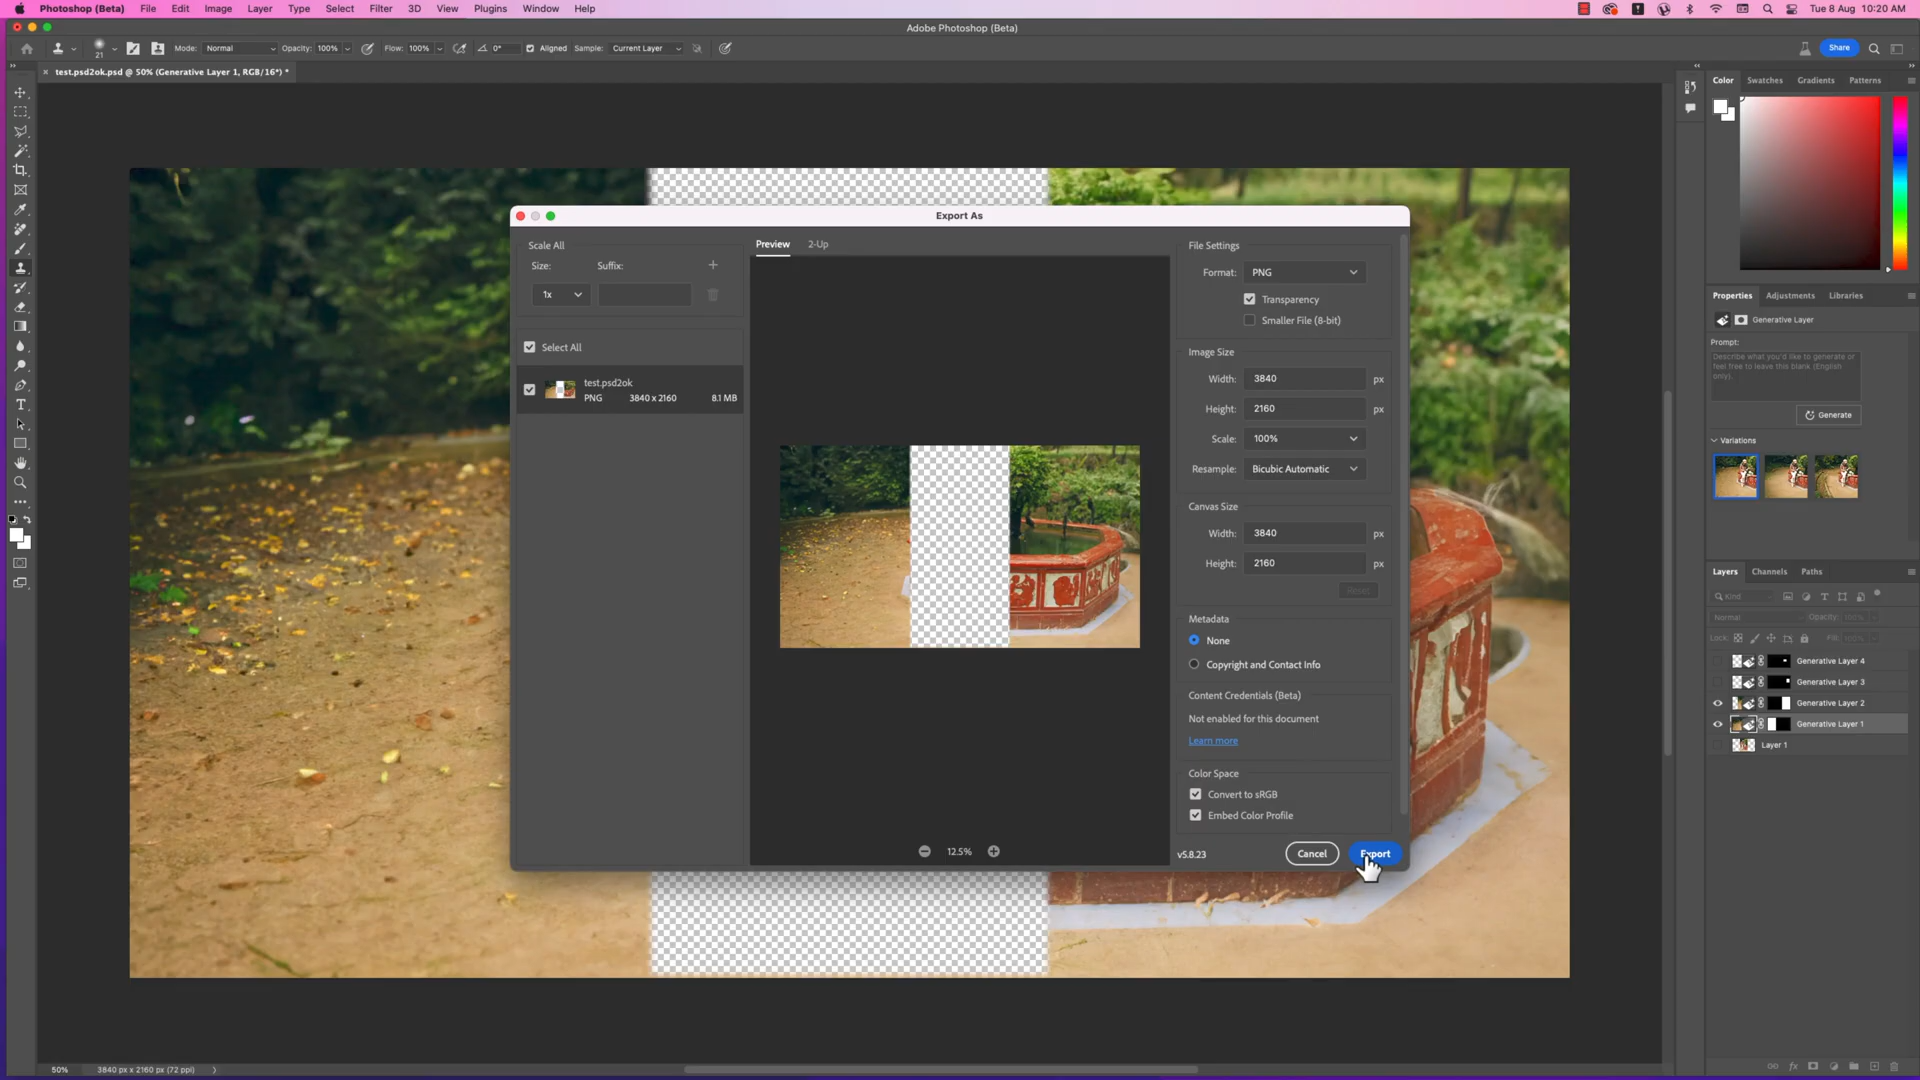 Photoshop (Beta) File Edit Image Layer Type Select Filter 3D View Plugins Window Help Tue 8 Aug 10:20 AM
Adobe Photoshop (Beta)
21 Mode: Normal Opacity: 100% Flow: 100% 0° Aligned Sample: Current Layer Share
test.psd2ok.psd @ 50% (Generative Layer 1, RGB/16*) *
Color Swatches Gradients Patterns
Export As
Scale All
Size: Suffix:
1x
Select All
test.psd2ok
PNG 3840 x 2160 8.1 MB
Preview 2-Up
12.5%
File Settings
Format: PNG
Transparency
Smaller File (8-bit)
Image Size
Width: 3840 px
Height: 2160 px
Scale: 100%
Resample: Bicubic Automatic
Canvas Size
Width: 3840 px
Height: 2160 px
Reset
Metadata
None
Copyright and Contact Info
Content Credentials (Beta)
Not enabled for this document
Learn more
Color Space
Convert to sRGB
Embed Color Profile
v5.8.23 Cancel Export
Properties Adjustments Libraries
Generative Layer
Prompt:
Describe what you'd like to generate or
feel free to leave this blank (English
only).
Generate
Variations
Layers Channels Paths
Kind
Normal Opacity: 100%
Lock: Fill: 100%
Generative Layer 4
Generative Layer 3
Generative Layer 2
Generative Layer 1
Layer 1
50% 3840 px x 2160 px (72 ppi)